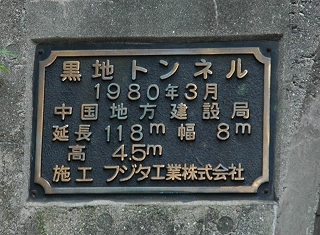 黒地トンネル
1980年3月
中国地方建設局
延長 118m 幅 8m
高 4.5m
施工 フジタ工業株式会社